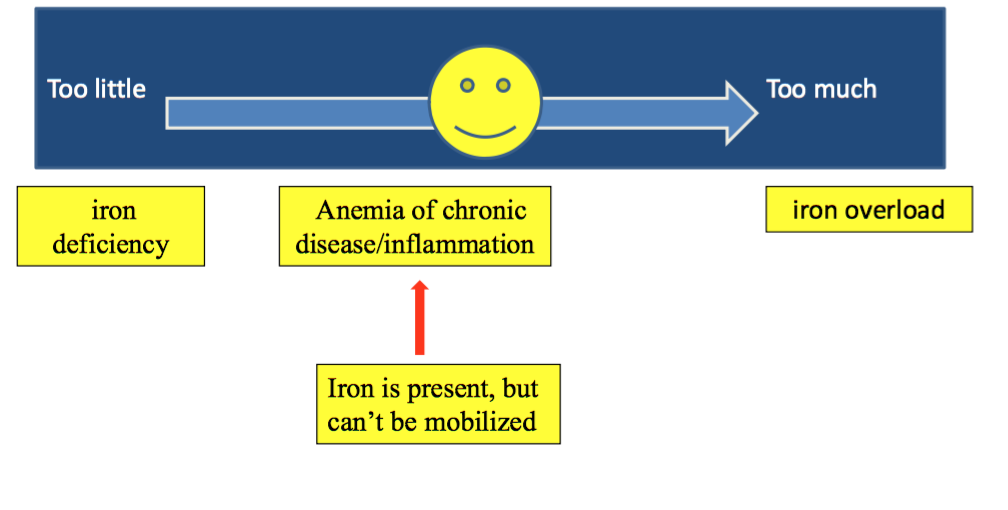 Too little
Too much
iron
deficiency
Anemia of chronic
disease/inflammation
iron overload
Iron is present, but
can’t be mobilized